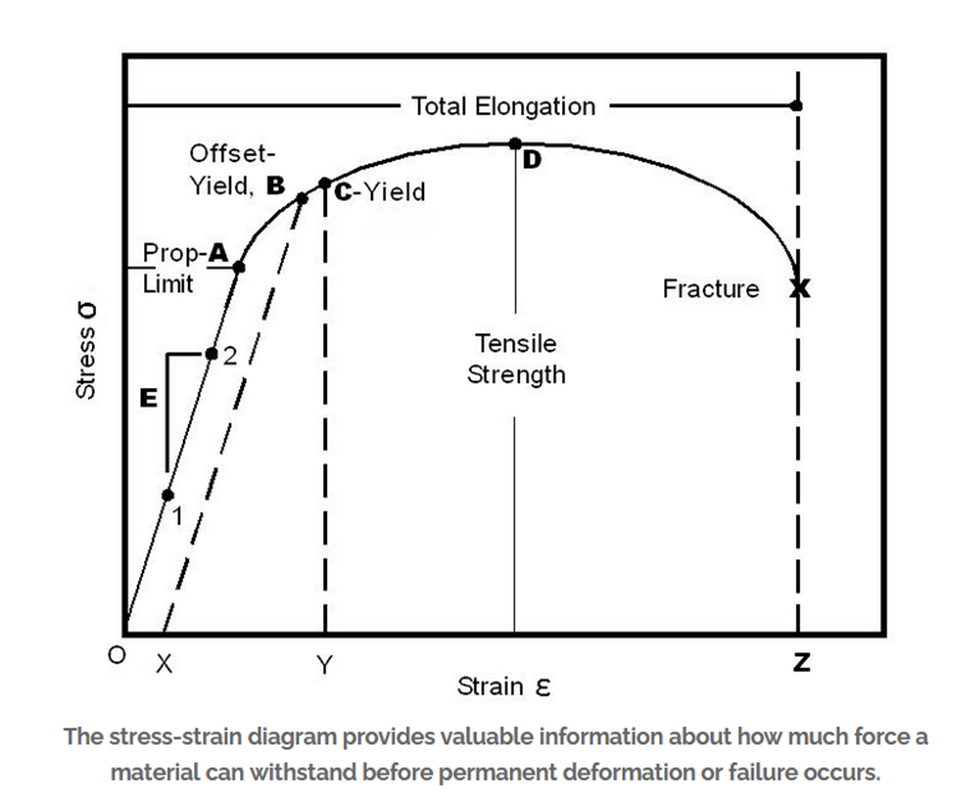 Total Elongation
Offset-
Yield, B
D
C-Yield
Prop-A
Limit
Fracture X
Stress σ
2
Tensile
Strength
E
1
O X Y Z
Strain ε
The stress-strain diagram provides valuable information about how much force a
material can withstand before permanent deformation or failure occurs.